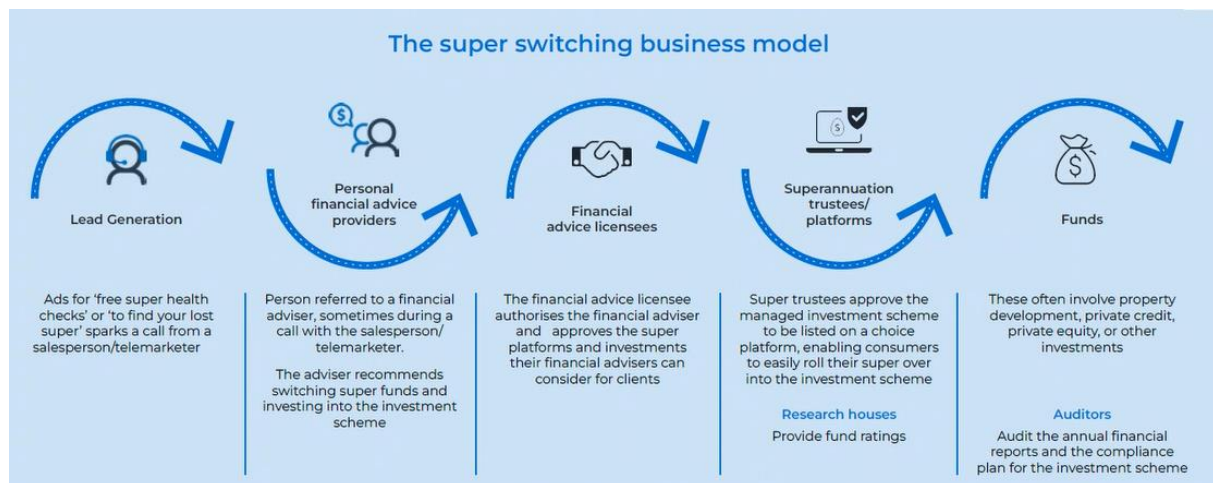 The super switching business model
Lead Generation
Ads for ‘free super health
checks’ or ‘to find your lost
super’ sparks a call from a
salesperson/telemarketer
$
Personal
financial advice
providers
Person referred to a financial
adviser, sometimes during a
call with the salesperson/
telemarketer.
The adviser recommends
switching super funds and
investing into the investment
scheme
Financial
advice licensees
The financial advice licensee
authorises the financial adviser
and approves the super
platforms and investments
their financial advisers can
consider for clients
$
Superannuation
trustees/
platforms
Super trustees approve the
managed investment scheme
to be listed on a choice
platform, enabling consumers
to easily roll their super over
into the investment scheme
Research houses
Provide fund ratings
$
Funds
These often involve property
development, private credit,
private equity, or other
investments
Auditors
Audit the annual financial
reports and the compliance
plan for the investment scheme